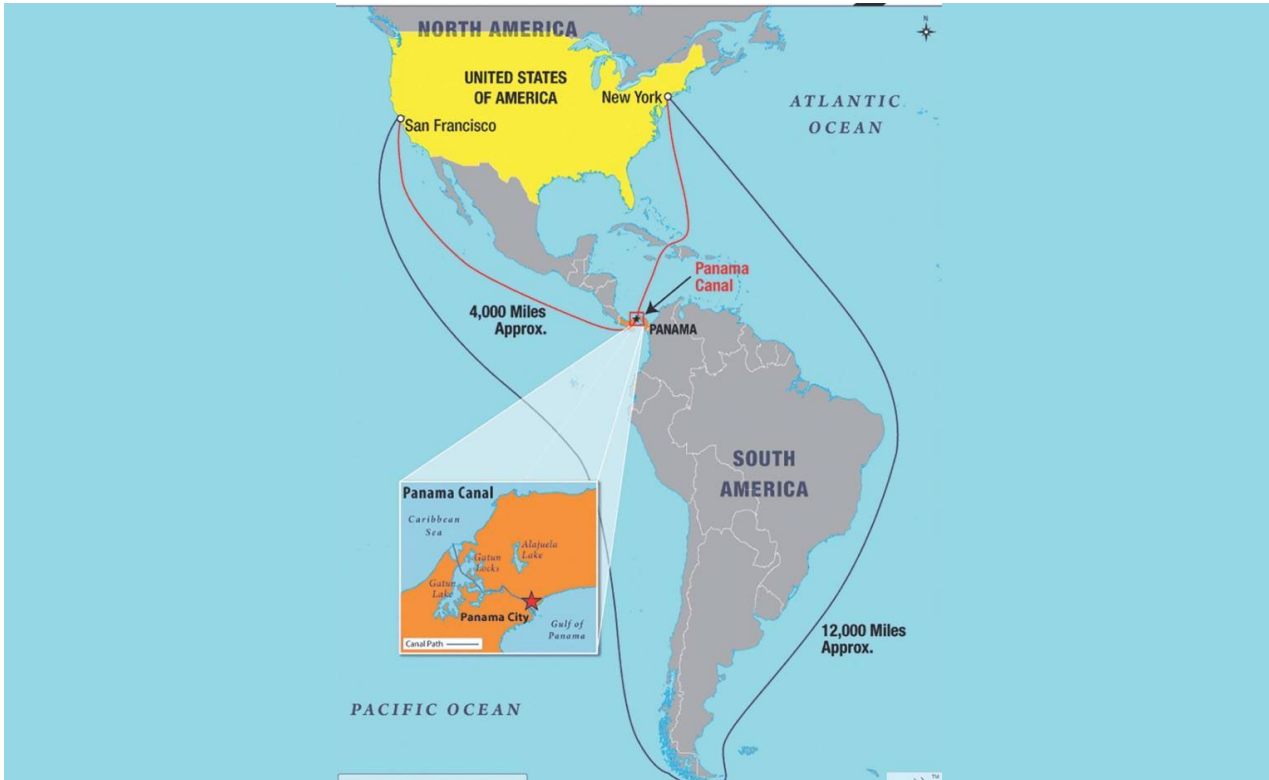 N
NORTH AMERICA
UNITED STATES
OF AMERICA
New York
San Francisco
ATLANTIC
OCEAN
Panama
Canal
4,000 Miles
Approx.
PANAMA
SOUTH
AMERICA
Panama Canal
Caribbean
Sea
Gatun
Locks
Alajuela
Lake
Gatun
Lake
Panama City
Gulf of
Panama
Canal Path
12,000 Miles
Approx.
PACIFIC OCEAN
TM